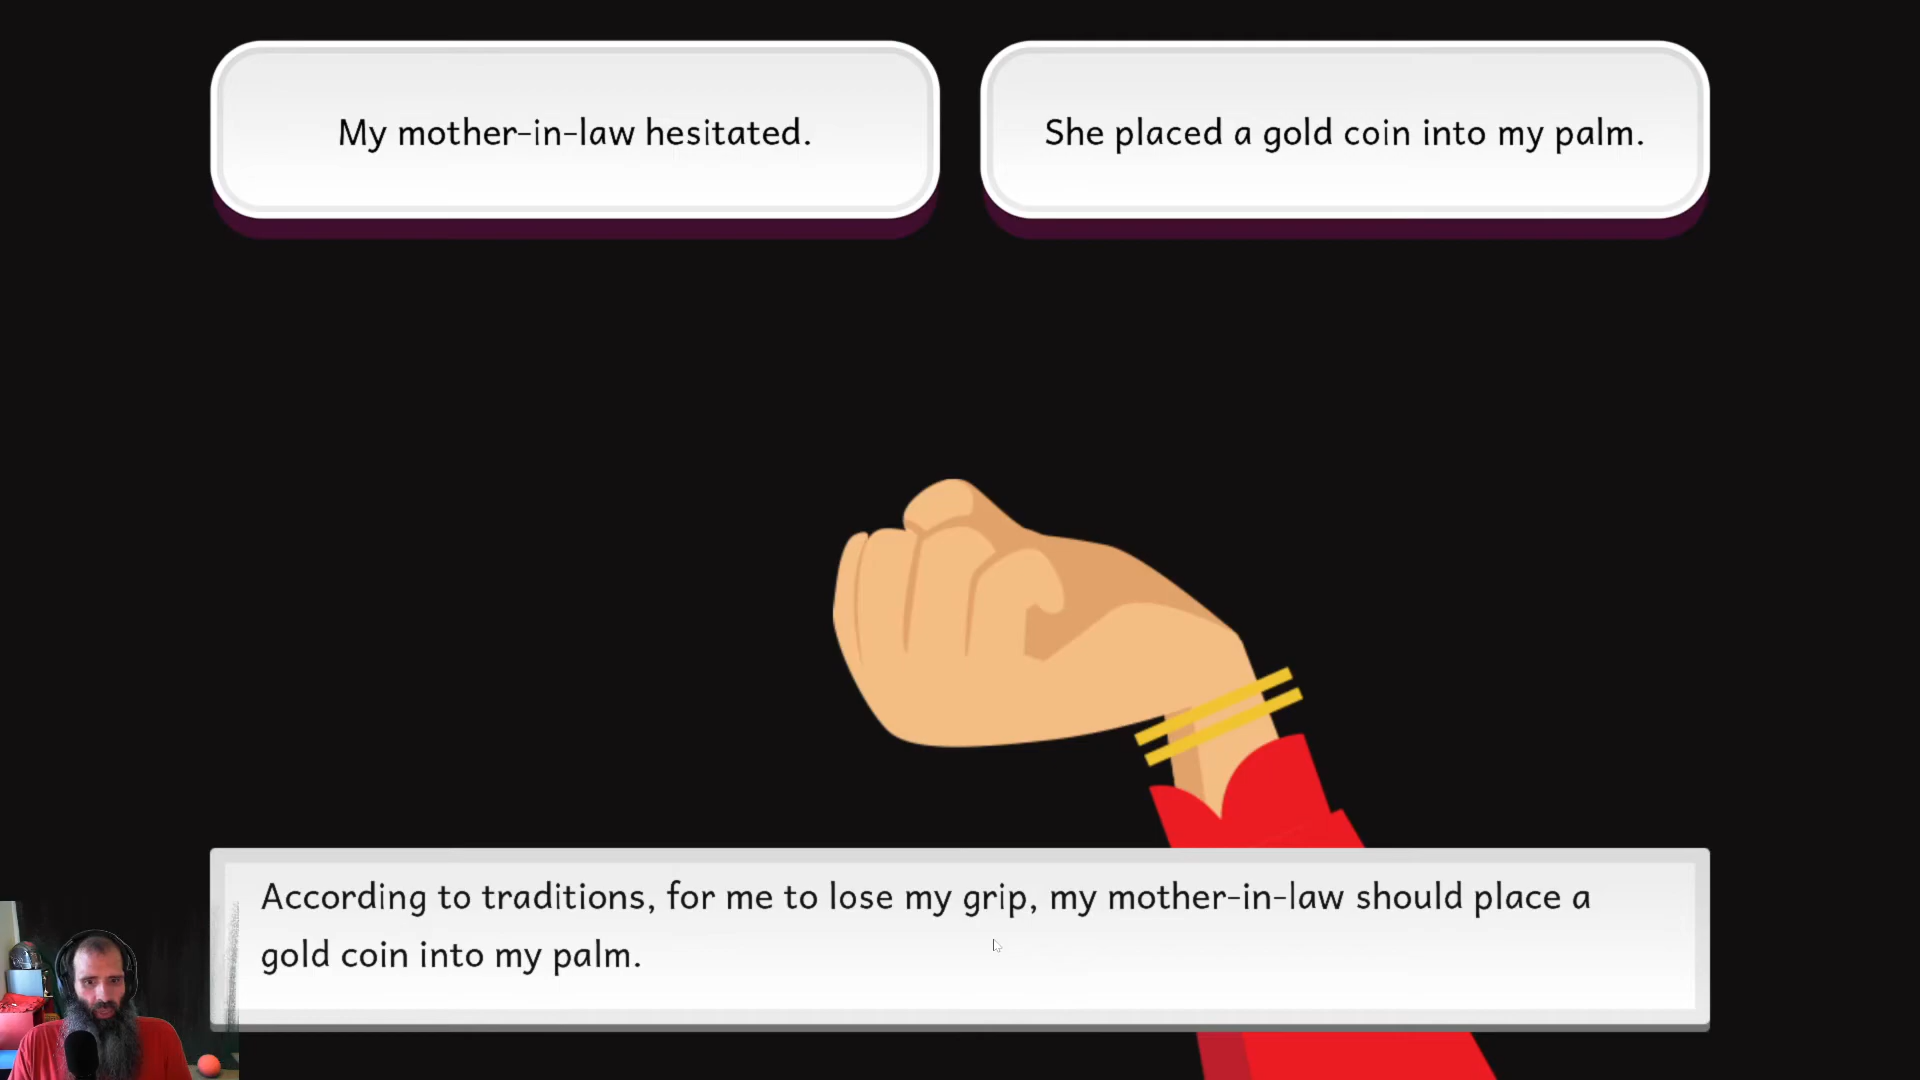 My mother-in-law hesitated.
She placed a gold coin into my palm.
According to traditions, for me to lose my grip, my mother-in-law should place a
gold coin into my palm.